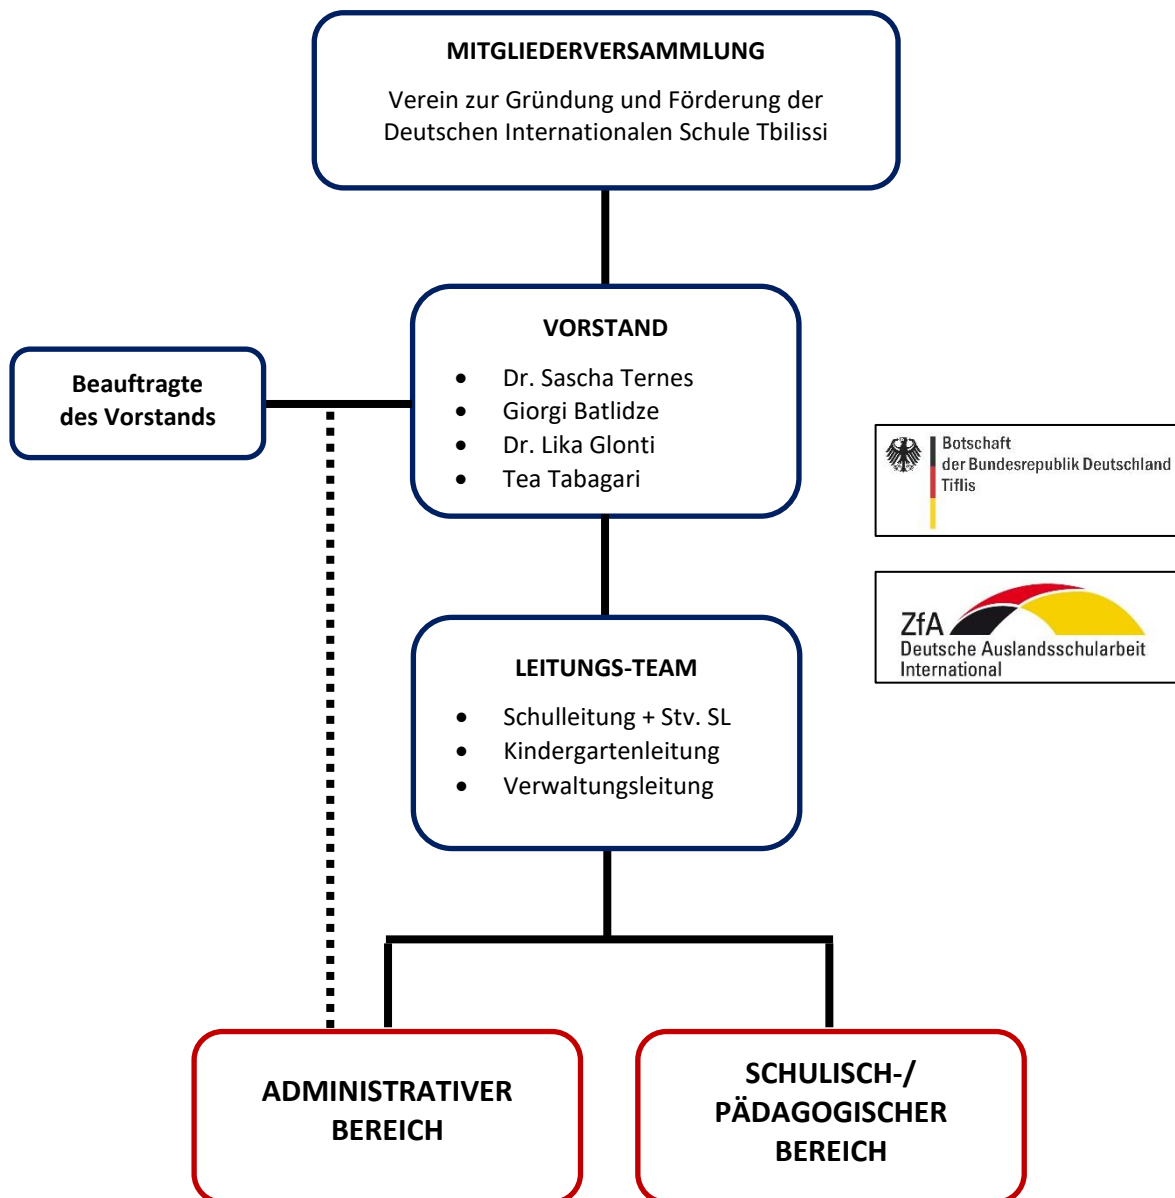 MITGLIEDERVERSAMMLUNG
Verein zur Gründung und Förderung der
Deutschen Internationalen Schule Tbilissi
VORSTAND
• Dr. Sascha Ternes
• Giorgi Batlidze
• Dr. Lika Glonti
• Tea Tabagari
Beauftragte
des Vorstands
Botschaft
der Bundesrepublik Deutschland
Tiflis
ZfA
Deutsche Auslandsschularbeit
International
LEITUNGS-TEAM
• Schulleitung + Stv. SL
• Kindergartenleitung
• Verwaltungsleitung
ADMINISTRATIVER
BEREICH
SCHULISCH-/
PÄDAGOGISCHER
BEREICH